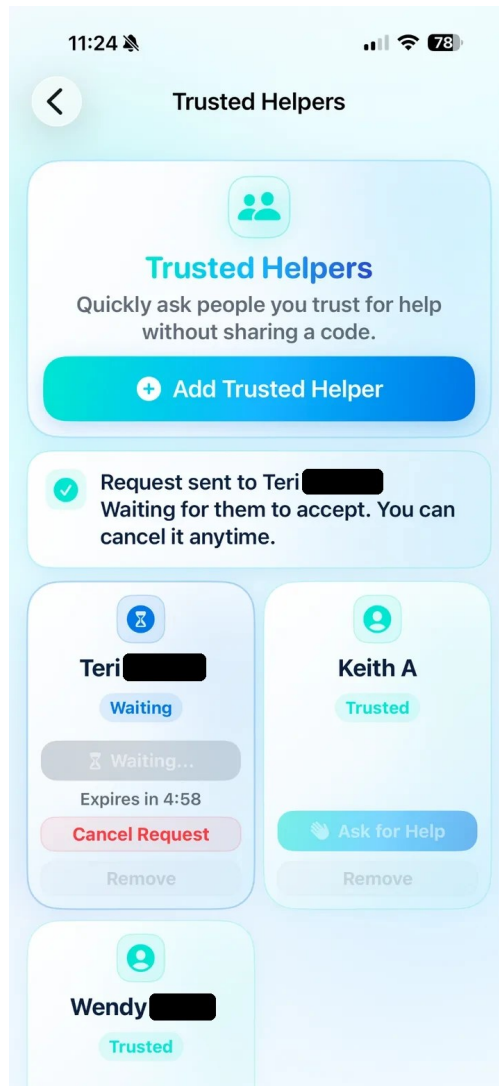 11:24
78
Trusted Helpers
Trusted Helpers
Quickly ask people you trust for help
without sharing a code.
Add Trusted Helper
Request sent to Teri
Waiting for them to accept. You can
cancel it anytime.
Teri
Waiting
Waiting...
Expires in 4:58
Cancel Request
Remove
Keith A
Trusted
Ask for Help
Remove
Wendy
Trusted